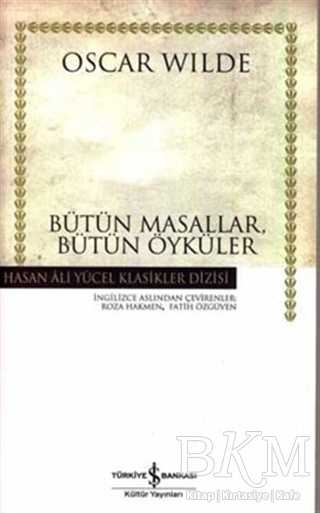 OSCAR WILDE
BÜTÜN MASALLAR,
BÜTÜN ÖYKÜLER
HASAN ÂLİ YÜCEL KLASİKLER DİZİSİ
İNGİLİZCE ASLINDAN ÇEVİRENLER:
ROZA HAKMEN, FATİH ÖZGÜVEN
BKM
Kitap | Kırtasiye | Kafe
TÜRKİYE İŞ BANKASI
Kültür Yayınları